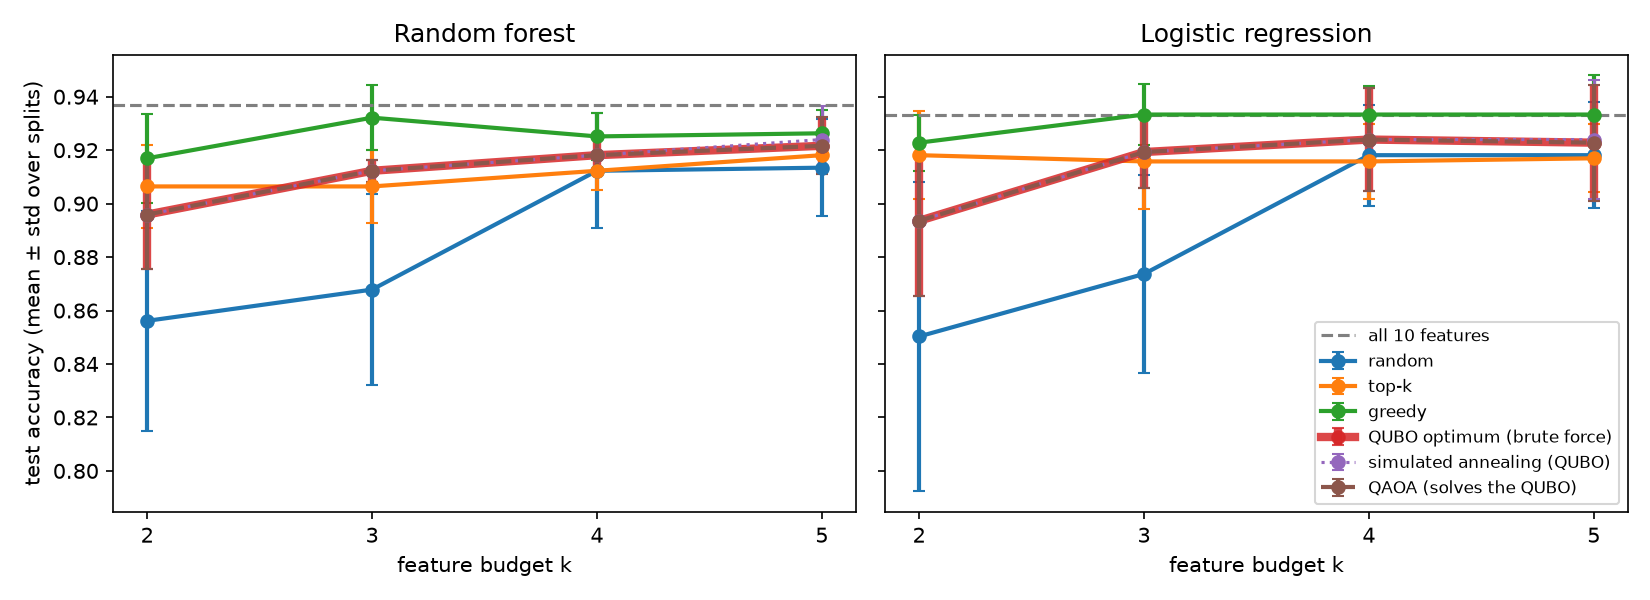 Random forest
Logistic regression
test accuracy (mean ± std over splits)
0.94
0.92
0.90
0.88
0.86
0.84
0.82
0.80
2 3 4 5
2 3 4 5
feature budget k
feature budget k
all 10 features
random
top-k
greedy
QUBO optimum (brute force)
simulated annealing (QUBO)
QAOA (solves the QUBO)